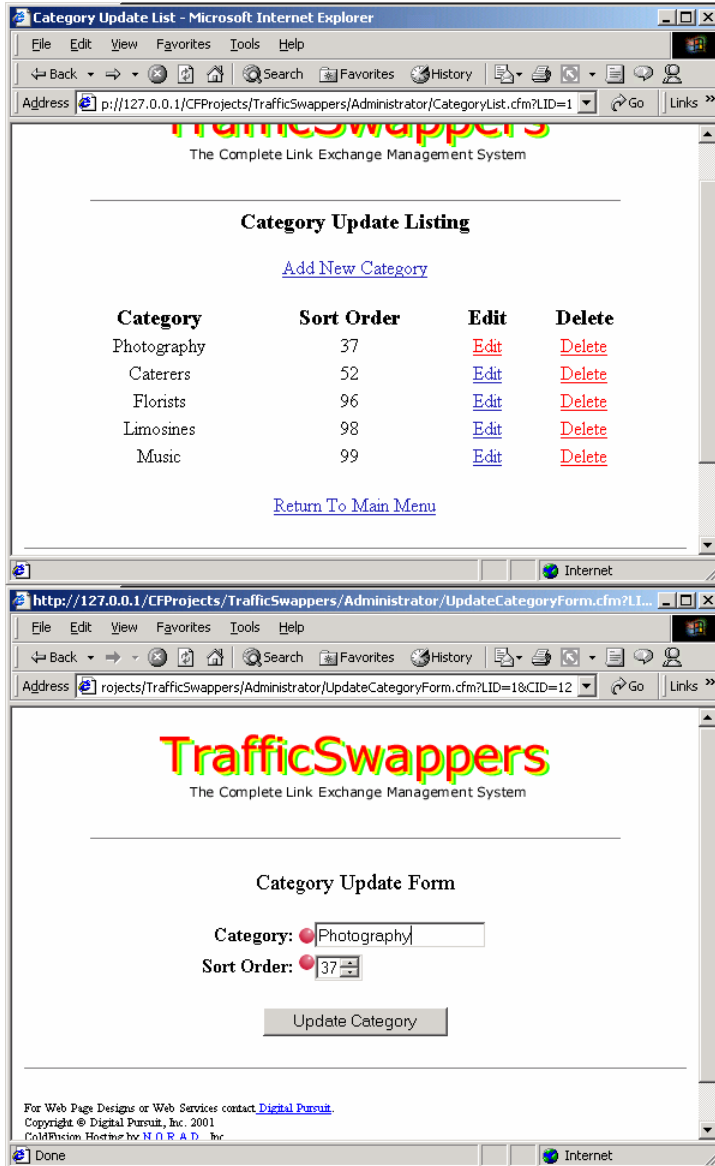 Category Update List - Microsoft Internet Explorer
File Edit View Favorites Tools Help
Back Search Favorites History
Address p://127.0.0.1/CFProjects/TrafficSwappers/Administrator/CategoryList.cfm?LID=1 Go Links »
TrafficSwappers
The Complete Link Exchange Management System
Category Update Listing
Add New Category
Category Sort Order Edit Delete
Photography 37 Edit Delete
Caterers 52 Edit Delete
Florists 96 Edit Delete
Limosines 98 Edit Delete
Music 99 Edit Delete
Return To Main Menu
Internet
http://127.0.0.1/CFProjects/TrafficSwappers/Administrator/UpdateCategoryForm.cfm?LI...
File Edit View Favorites Tools Help
Back Search Favorites History
Address rojects/TrafficSwappers/Administrator/UpdateCategoryForm.cfm?LID=1&CID=12 Go Links »
TrafficSwappers
The Complete Link Exchange Management System
Category Update Form
Category: Photography
Sort Order: 37
Update Category
For Web Page Designs or Web Services contact Digital Pursuit.
Copyright © Digital Pursuit, Inc. 2001
ColdFusion Hosting by N.O.R.A.D., Inc
Done Internet